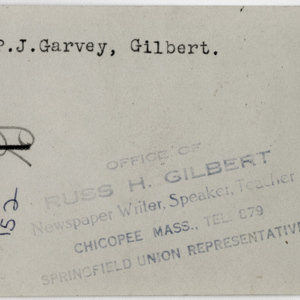 P.J.Garvey, Gilbert.
152
OFFICE OF
RUSS H. GILBERT
Newspaper Writer, Speaker, Teacher
CHICOPEE MASS., TEL. 879
SPRINGFIELD UNION REPRESENTATIVE